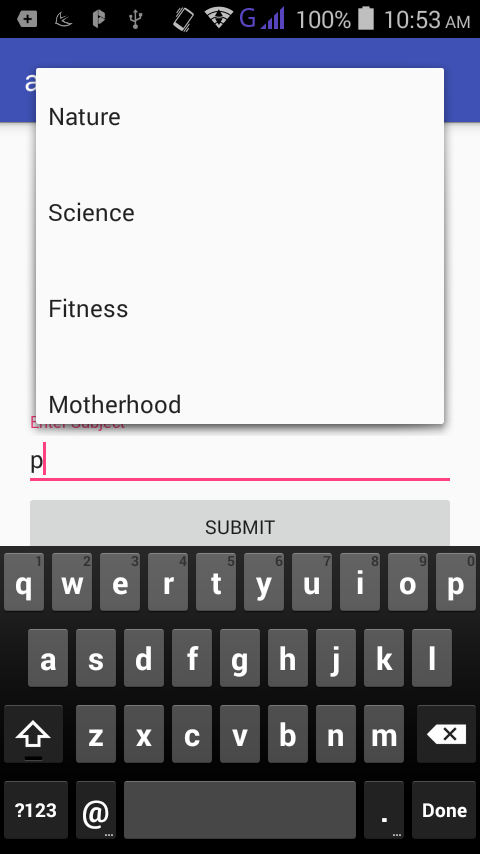 G 100% 10:53 AM
a
Nature
Science
Fitness
Motherhood
Enter Subject
p
SUBMIT
1 2 3 4 5 6 7 8 9 0
q w e r t y u i o p
a s d f g h j k l
z x c v b n m
?123 @ ... . ... Done